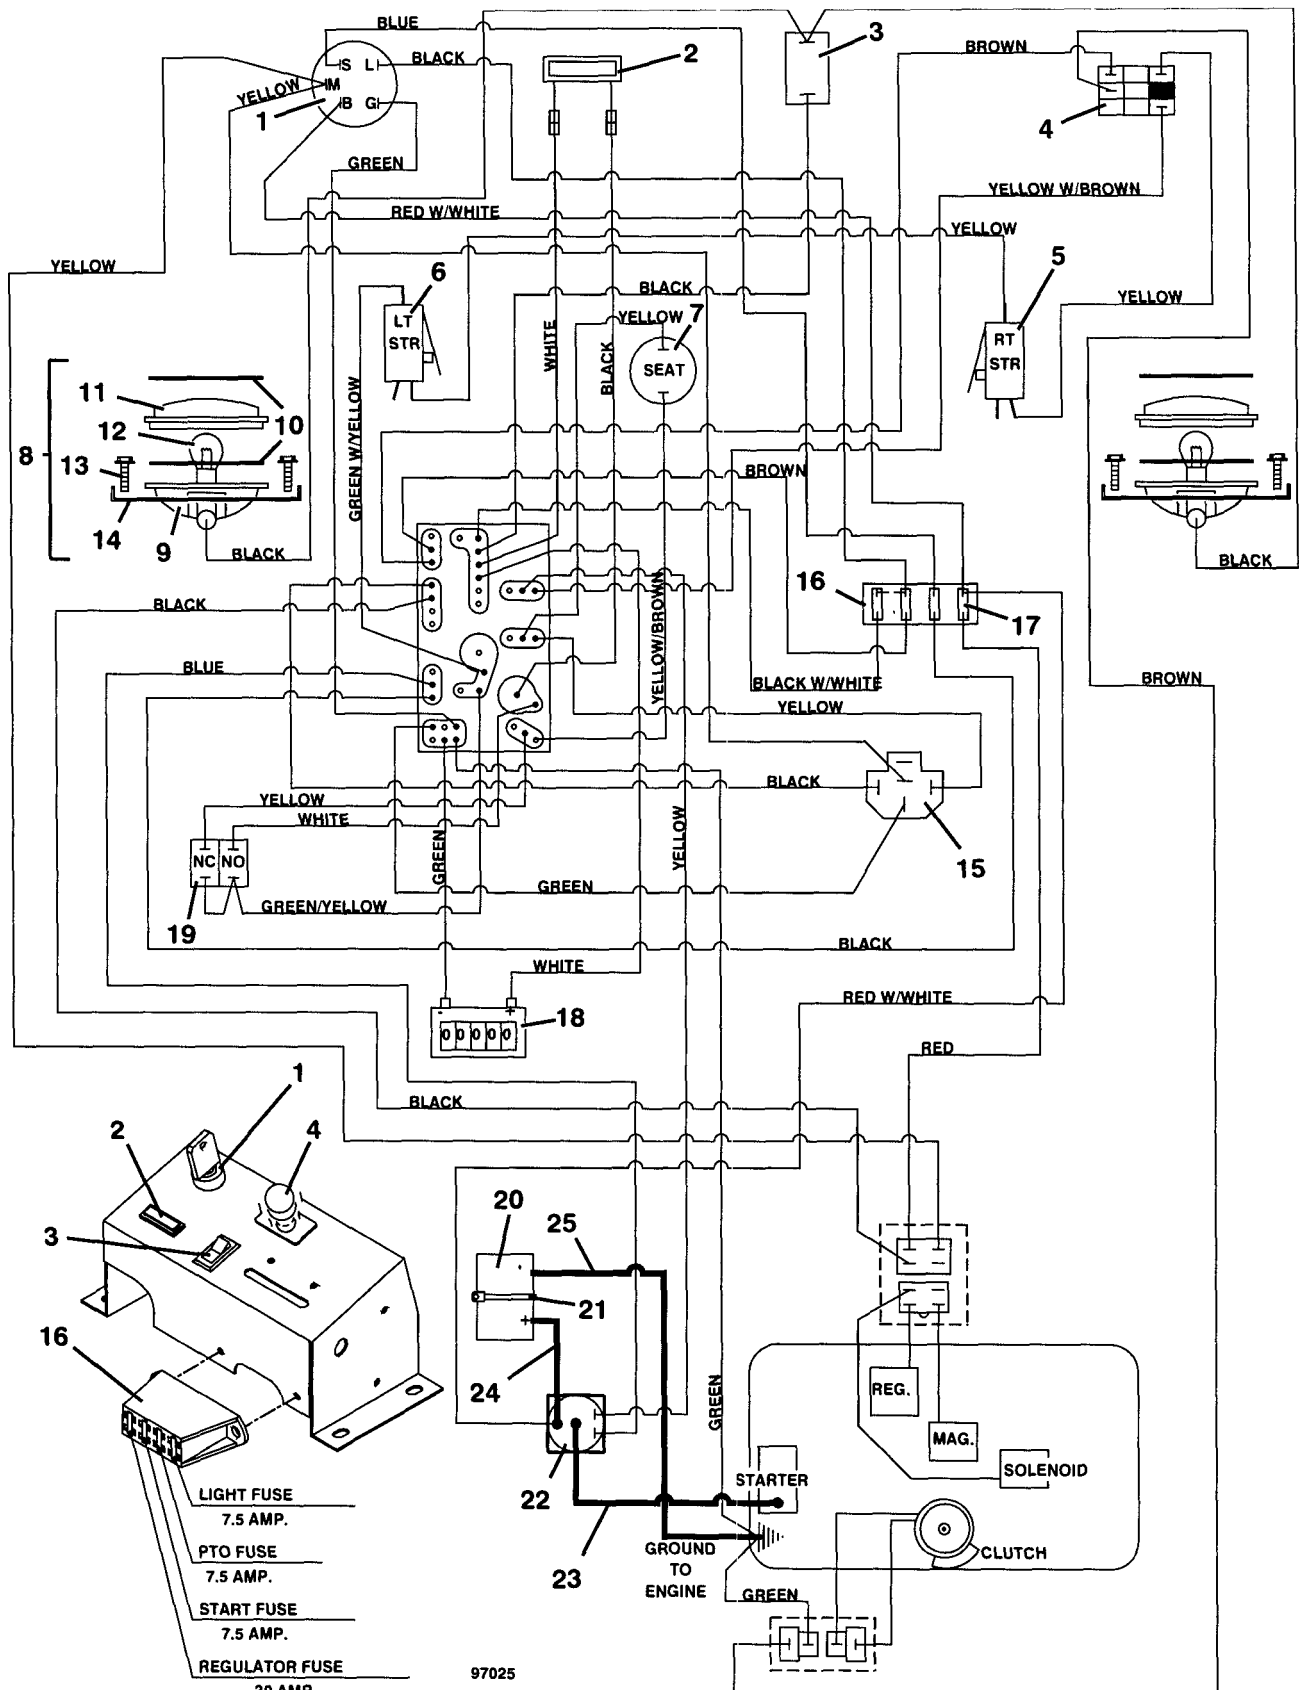 BLUE
3
S L
BLACK
2
BROWN
M
YELLOW
B G
1
4
GREEN
YELLOW W/BROWN
RED W/WHITE
YELLOW
YELLOW
6
5
BLACK
YELLOW
LT
STR
YELLOW
7
RT
STR
WHITE
BLACK
SEAT
11
10
12
8
13
GREEN W/YELLOW
BROWN
14
9
BLACK
BLACK
16
17
BLACK
YELLOW/BROWN
BLUE
BLACK W/WHITE
BROWN
YELLOW
BLACK
YELLOW
WHITE
GREEN
YELLOW
NC NO
15
GREEN
GREEN/YELLOW
19
BLACK
WHITE
RED W/WHITE
- +
18
0 0 0 0 0
RED
1
BLACK
2
4
20
25
3
-
21
16
+
24
GREEN
REG.
MAG.
STARTER
SOLENOID
22
LIGHT FUSE
7.5 AMP.
23
GROUND
TO
ENGINE
CLUTCH
PTO FUSE
7.5 AMP.
GREEN
START FUSE
7.5 AMP.
REGULATOR FUSE
97025